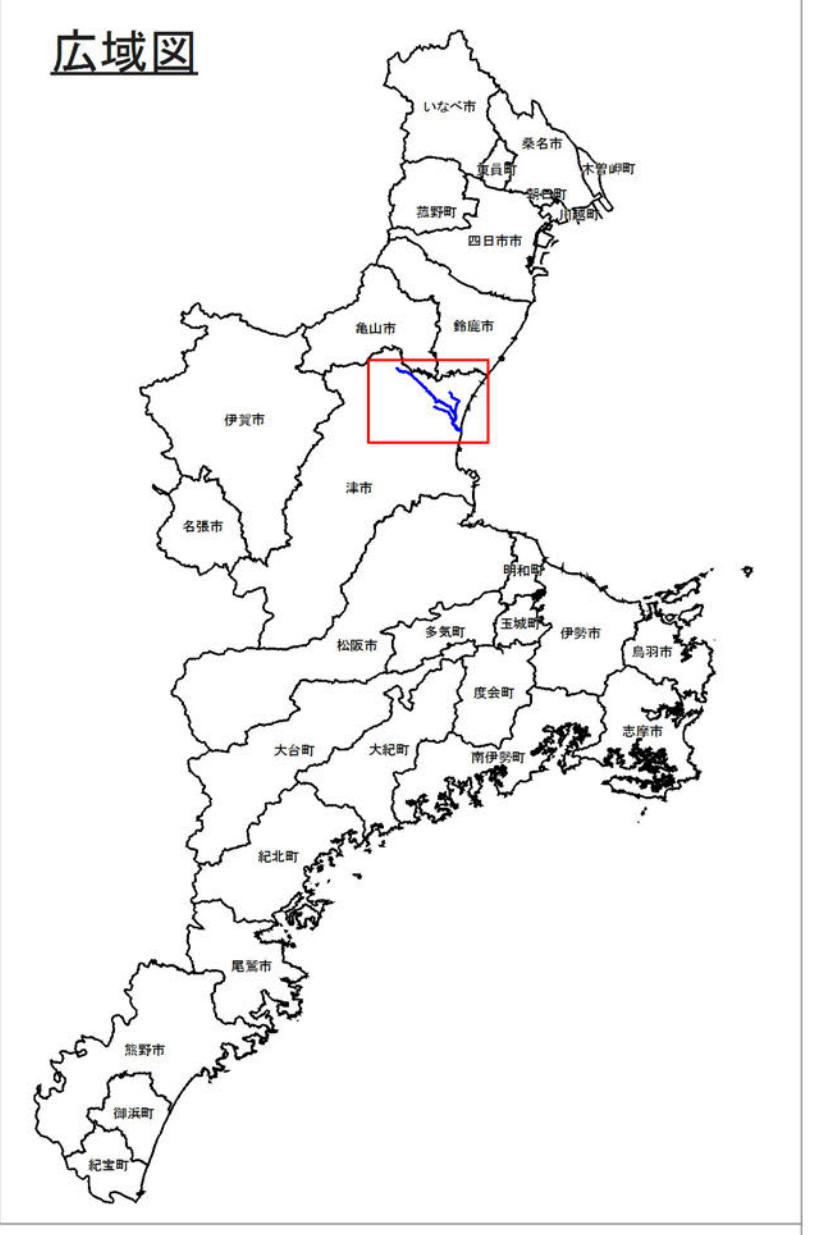 広域図
いなべ市
桑名市
東員町
木曽岬町
朝日町
菰野町
川越町
四日市市
亀山市
鈴鹿市
伊賀市
津市
名張市
明和町
玉城町
多気町
伊勢市
松阪市
鳥羽市
度会町
志摩市
大台町
大紀町
南伊勢町
紀北町
尾鷲市
熊野市
御浜町
紀宝町